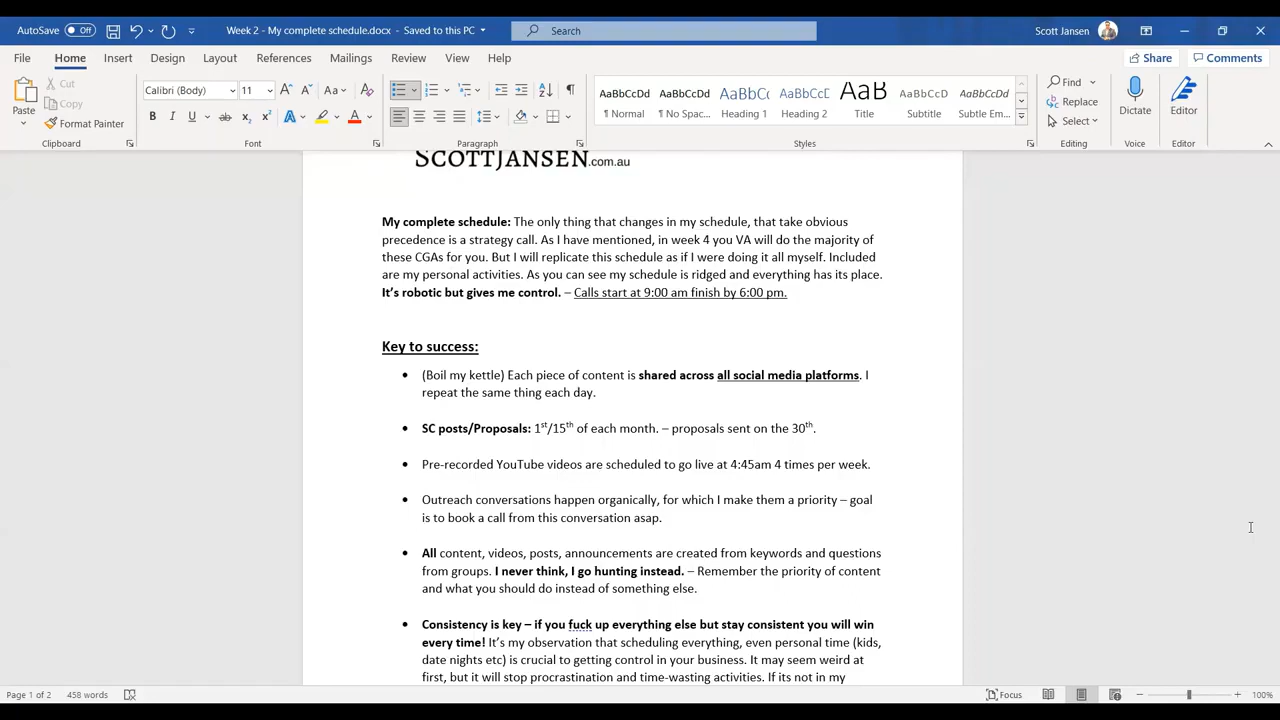 AutoSave Off Week 2 - My complete schedule.docx - Saved to this PC Search Scott Jansen
File Home Insert Draw Design Layout References Mailings Review View Help Share Comments
Paste Cut Copy Format Painter Clipboard
Calibri (Body) 11 Font
Paragraph
AaBbCcDd AaBbCcDd AaBbCc AaBbCcC AaB AaBbCcD AaBbCcDd
¶ Normal ¶ No Spac... Heading 1 Heading 2 Title Subtitle Subtle Em...
Styles
Find Replace Select Editing
Dictate Voice
Editor Editor
SCOTTJANSEN.com.au
My complete schedule: The only thing that changes in my schedule, that take obvious
precedence is a strategy call. As I have mentioned, in week 4 you VA will do the majority of
these CGAs for you. But I will replicate this schedule as if I were doing it all myself. Included
are my personal activities. As you can see my schedule is ridged and everything has its place.
It's robotic but gives me control. – Calls start at 9:00 am finish by 6:00 pm.
Key to success:
• (Boil my kettle) Each piece of content is shared across all social media platforms. I
repeat the same thing each day.
• SC posts/Proposals: 1st/15th of each month. – proposals sent on the 30th.
• Pre-recorded YouTube videos are scheduled to go live at 4:45am 4 times per week.
• Outreach conversations happen organically, for which I make them a priority – goal
is to book a call from this conversation asap.
• All content, videos, posts, announcements are created from keywords and questions
from groups. I never think, I go hunting instead. – Remember the priority of content
and what you should do instead of something else.
• Consistency is key – if you fuck up everything else but stay consistent you will win
every time! It's my observation that scheduling everything, even personal time (kids,
date nights etc) is crucial to getting control in your business. It may seem weird at
first, but it will stop procrastination and time-wasting activities. If its not in my
Page 1 of 2 458 words Focus 100%